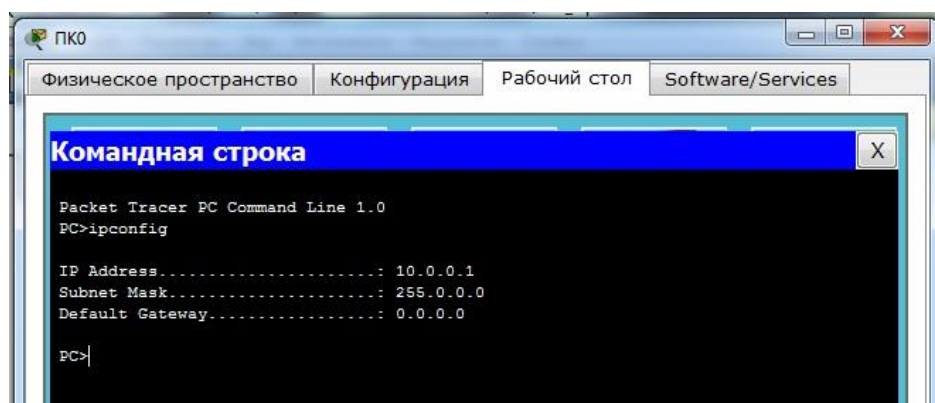 ПК0
Физическое пространство Конфигурация Рабочий стол Software/Services
Командная строка X
Packet Tracer PC Command Line 1.0
PC>ipconfig
IP Address......................: 10.0.0.1
Subnet Mask.....................: 255.0.0.0
Default Gateway.................: 0.0.0.0
PC>